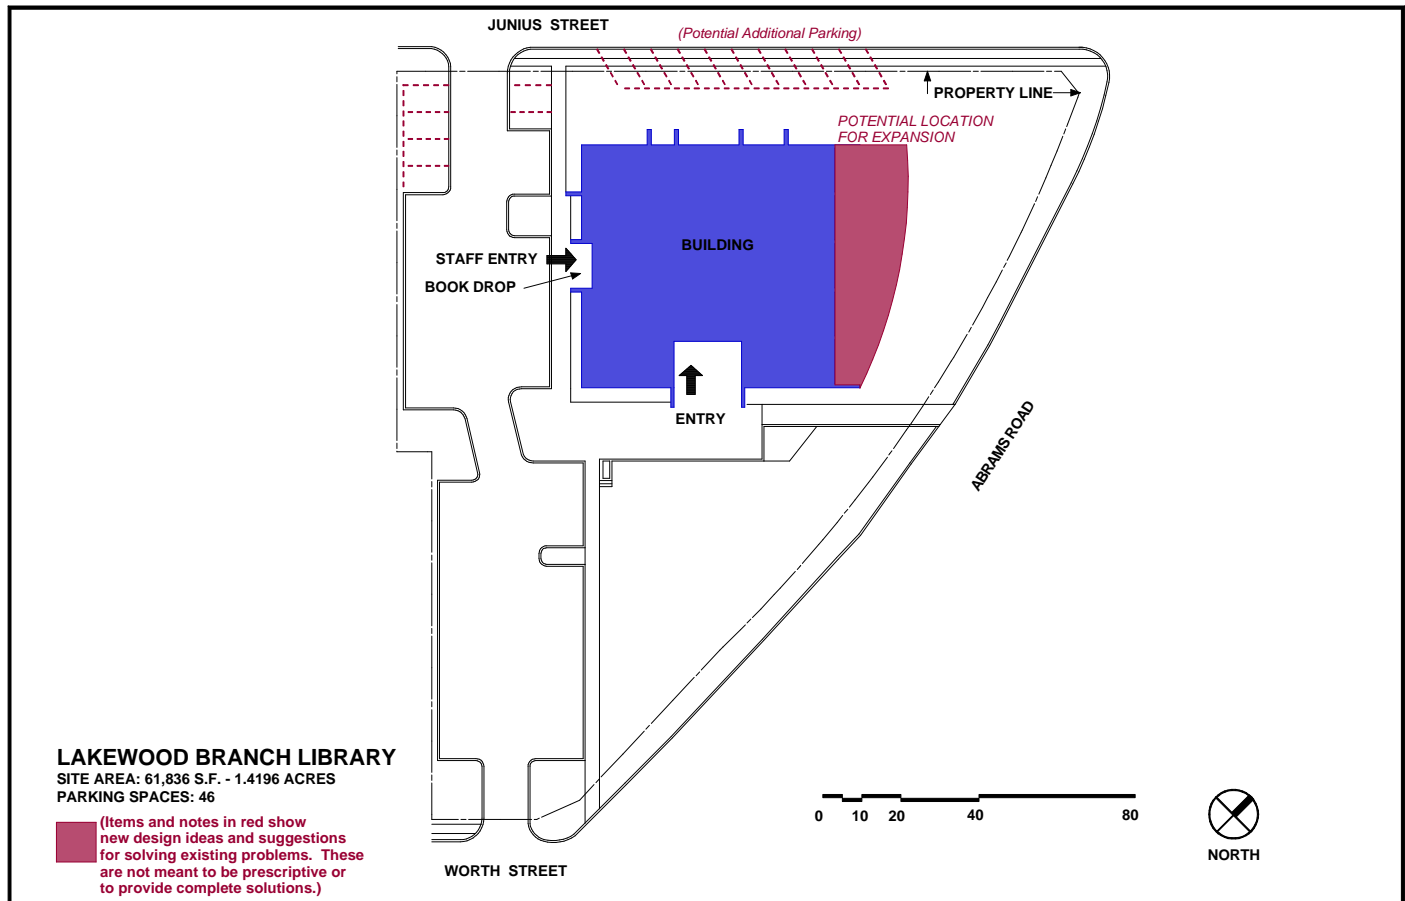 JUNIUS STREET
(Potential Additional Parking)
PROPERTY LINE
POTENTIAL LOCATION
FOR EXPANSION
BUILDING
STAFF ENTRY
BOOK DROP
ENTRY
ABRAMS ROAD
LAKEWOOD BRANCH LIBRARY
SITE AREA: 61,836 S.F. - 1.4196 ACRES
PARKING SPACES: 46
(Items and notes in red show
new design ideas and suggestions
for solving existing problems. These
are not meant to be prescriptive or
to provide complete solutions.)
WORTH STREET
0 10 20 40 80
NORTH